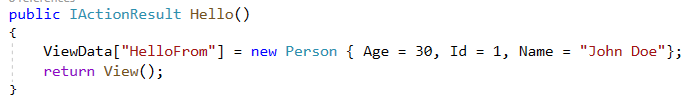 public IActionResult Hello()
{
ViewData["HelloFrom"] = new Person { Age = 30, Id = 1, Name = "John Doe"};
return View();
}